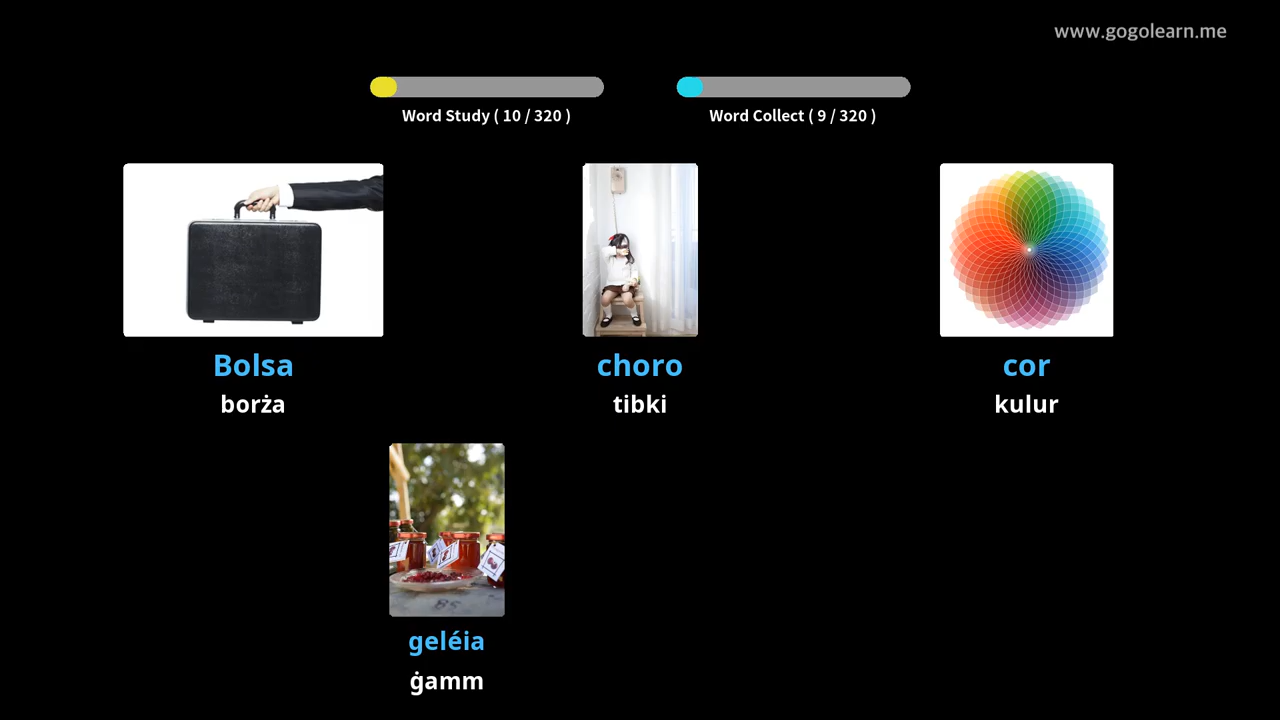 www.gogolearn.me
Word Study ( 10 / 320 )
Word Collect ( 9 / 320 )
Bolsa
borża
choro
tibki
cor
kulur
geléia
ġamm